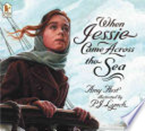 When
Jessie
Came Across
the
Sea
Amy Hest
illustrated by
P.J. Lynch